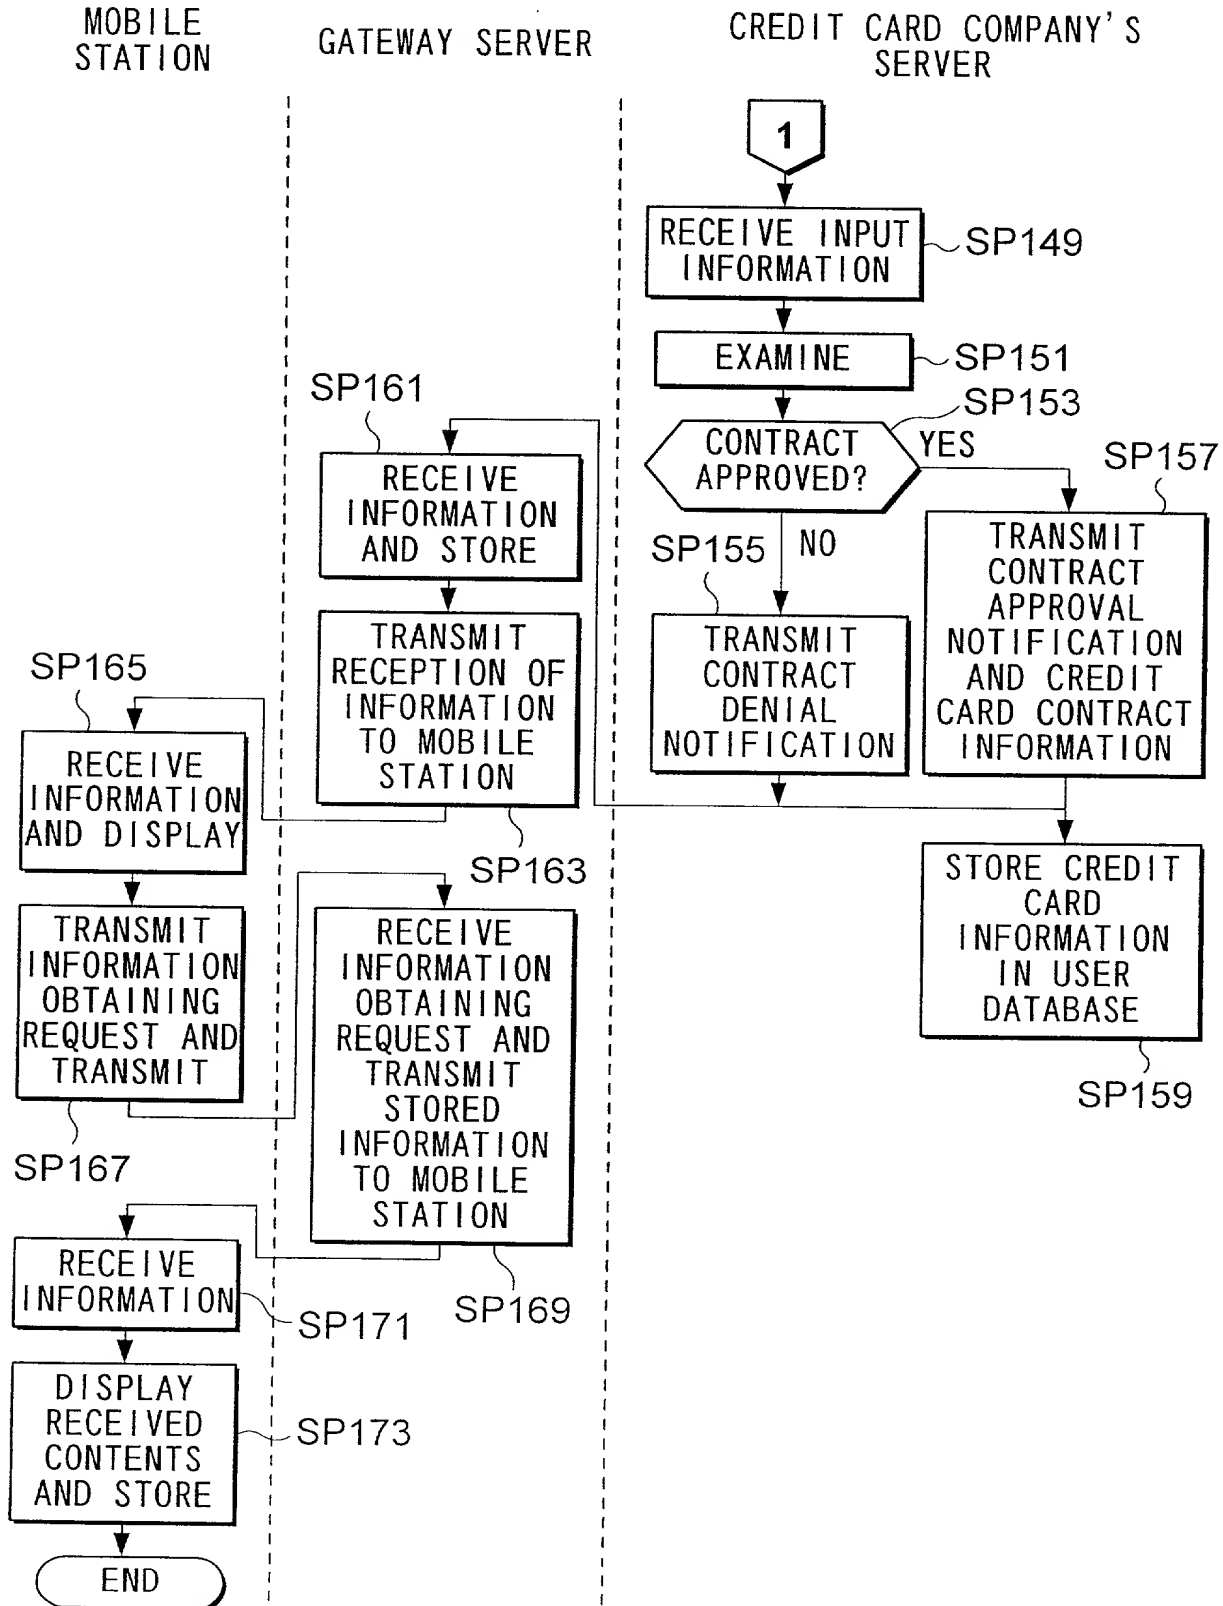 MOBILE
STATION
GATEWAY SERVER
CREDIT CARD COMPANY'S
SERVER
1
RECEIVE INPUT
INFORMATION
SP149
EXAMINE
SP151
CONTRACT
APPROVED?
SP153
YES
NO
SP155
TRANSMIT
CONTRACT
DENIAL
NOTIFICATION
SP157
TRANSMIT
CONTRACT
APPROVAL
NOTIFICATION
AND CREDIT
CARD CONTRACT
INFORMATION
STORE CREDIT
CARD
INFORMATION
IN USER
DATABASE
SP159
SP161
RECEIVE
INFORMATION
AND STORE
TRANSMIT
RECEPTION OF
INFORMATION
TO MOBILE
STATION
SP163
SP165
RECEIVE
INFORMATION
AND DISPLAY
TRANSMIT
INFORMATION
OBTAINING
REQUEST AND
TRANSMIT
SP167
RECEIVE
INFORMATION
OBTAINING
REQUEST AND
TRANSMIT
STORED
INFORMATION
TO MOBILE
STATION
SP169
RECEIVE
INFORMATION
SP171
DISPLAY
RECEIVED
CONTENTS
AND STORE
SP173
END